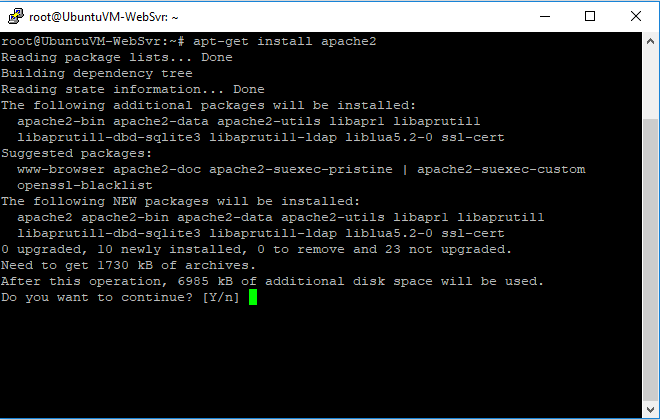 root@UbuntuVM-WebSvr: ~
root@UbuntuVM-WebSvr:~# apt-get install apache2
Reading package lists... Done
Building dependency tree
Reading state information... Done
The following additional packages will be installed:
  apache2-bin apache2-data apache2-utils libapr1 libaprutil1
  libaprutil1-dbd-sqlite3 libaprutil1-ldap liblua5.2-0 ssl-cert
Suggested packages:
  www-browser apache2-doc apache2-suexec-pristine | apache2-suexec-custom
  openssl-blacklist
The following NEW packages will be installed:
  apache2 apache2-bin apache2-data apache2-utils libapr1 libaprutil1
  libaprutil1-dbd-sqlite3 libaprutil1-ldap liblua5.2-0 ssl-cert
0 upgraded, 10 newly installed, 0 to remove and 23 not upgraded.
Need to get 1730 kB of archives.
After this operation, 6985 kB of additional disk space will be used.
Do you want to continue? [Y/n]